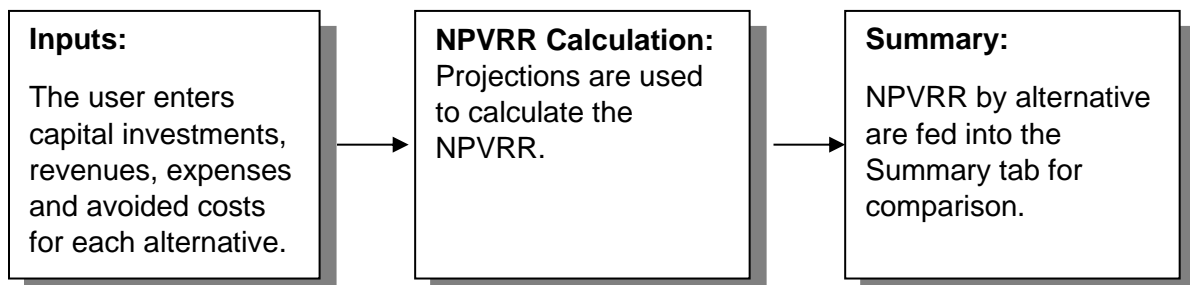 Inputs:
The user enters
capital investments,
revenues, expenses
and avoided costs
for each alternative.
NPVRR Calculation:
Projections are used
to calculate the
NPVRR.
Summary:
NPVRR by alternative
are fed into the
Summary tab for
comparison.